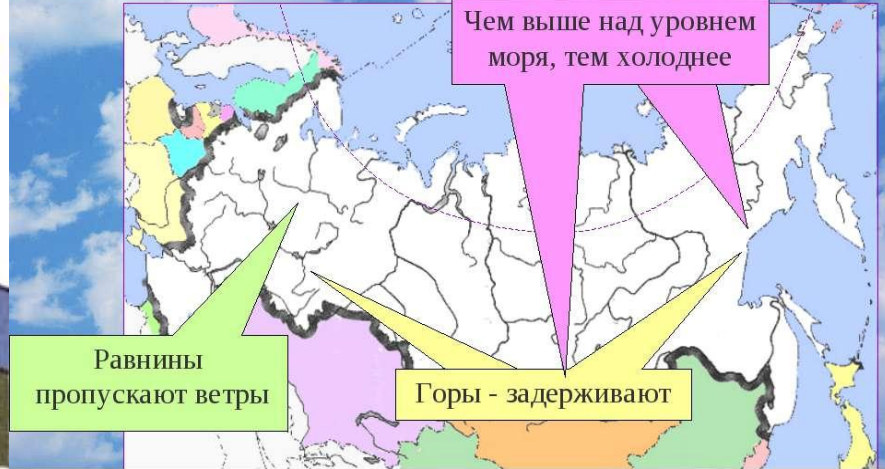 Чем выше над уровнем
моря, тем холоднее
Равнины
пропускают ветры
Горы - задерживают